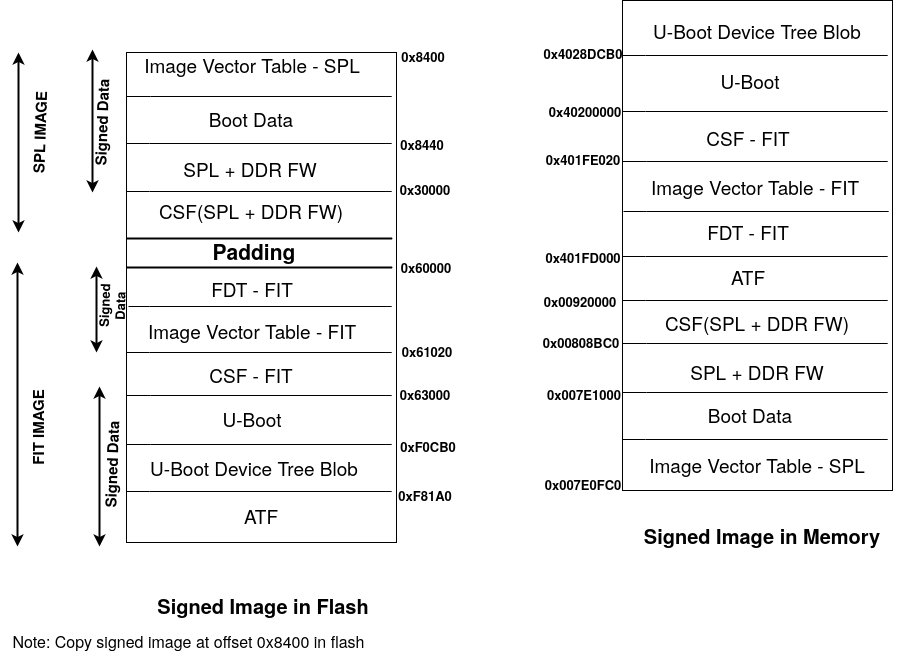 SPL IMAGE
Signed Data
Image Vector Table - SPL
0x8400
Boot Data
0x8440
SPL + DDR FW
0x30000
CSF(SPL + DDR FW)
Padding
0x60000
FIT IMAGE
Signed
Data
FDT - FIT
Image Vector Table - FIT
0x61020
CSF - FIT
0x63000
Signed Data
U-Boot
0xF0CB0
U-Boot Device Tree Blob
0xF81A0
ATF
Signed Image in Flash
Note: Copy signed image at offset 0x8400 in flash
U-Boot Device Tree Blob
0x4028DCB0
U-Boot
0x40200000
CSF - FIT
0x401FE020
Image Vector Table - FIT
FDT - FIT
0x401FD000
ATF
0x00920000
CSF(SPL + DDR FW)
0x00808BC0
SPL + DDR FW
0x007E1000
Boot Data
Image Vector Table - SPL
0x007E0FC0
Signed Image in Memory